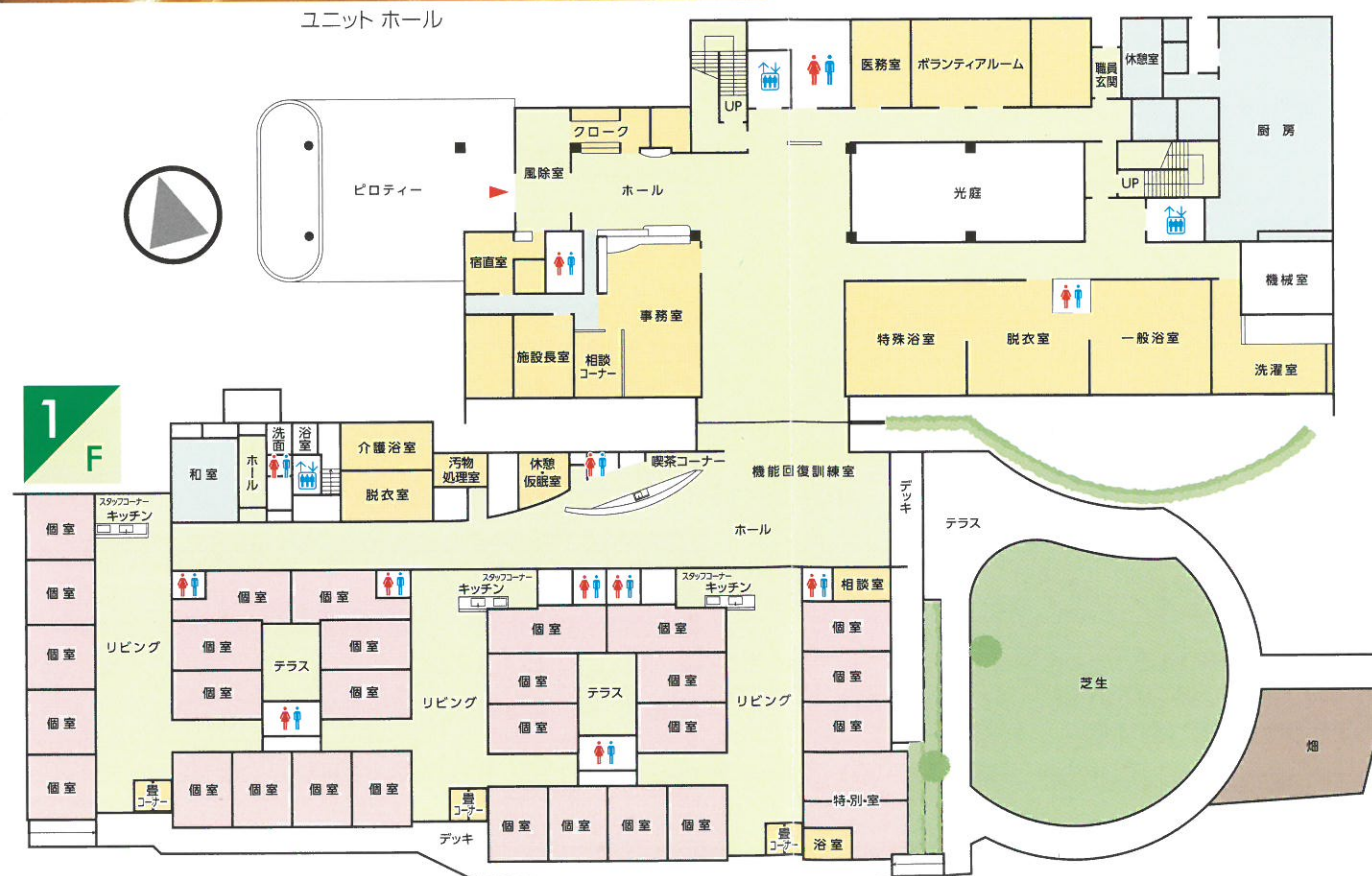 ユニット ホール
医務室
ボランティアルーム
職員
玄関
休憩室
厨 房
UP
クローク
風除室
ピロティー
ホール
光庭
UP
宿直室
事務室
機械室
特殊浴室
脱衣室
一般浴室
洗濯室
施設長室
相談
コーナー
1
F
和室
ホール
洗面
浴室
介護浴室
脱衣室
汚物
処理室
休憩
仮眠室
喫茶コーナー
機能回復訓練室
デッキ
テラス
ホール
スタッフコーナー
キッチン
個 室
個 室
個 室
個 室
個 室
リビング
個 室
個 室
個 室
個 室
個 室
個 室
テラス
畳
コーナー
個 室
個 室
個 室
個 室
スタッフコーナー
キッチン
リビング
個 室
個 室
個 室
個 室
個 室
個 室
テラス
畳
コーナー
デッキ
個 室
個 室
個 室
個 室
スタッフコーナー
キッチン
リビング
畳
コーナー
相談室
個 室
個 室
個 室
特別室
浴室
芝生
畑